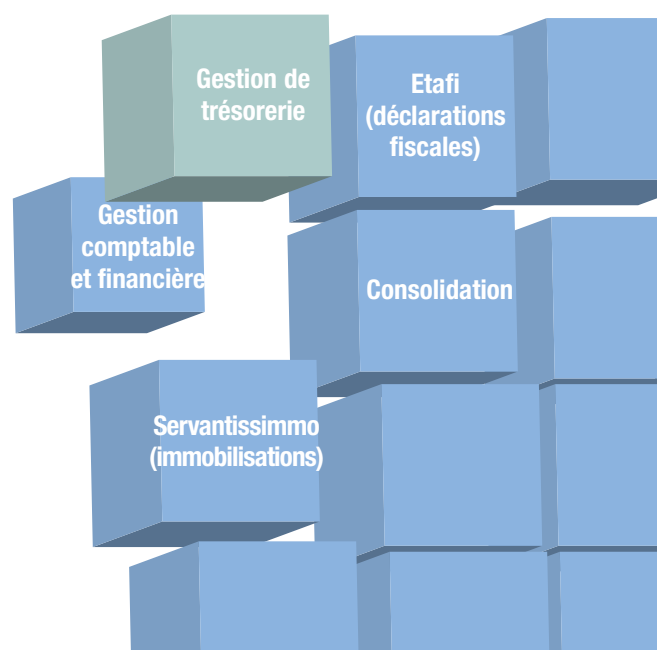 Gestion de
trésorerie
Etafi
(déclarations
fiscales)
Gestion
comptable
et financière
Consolidation
Servantissimmo
(immobilisations)